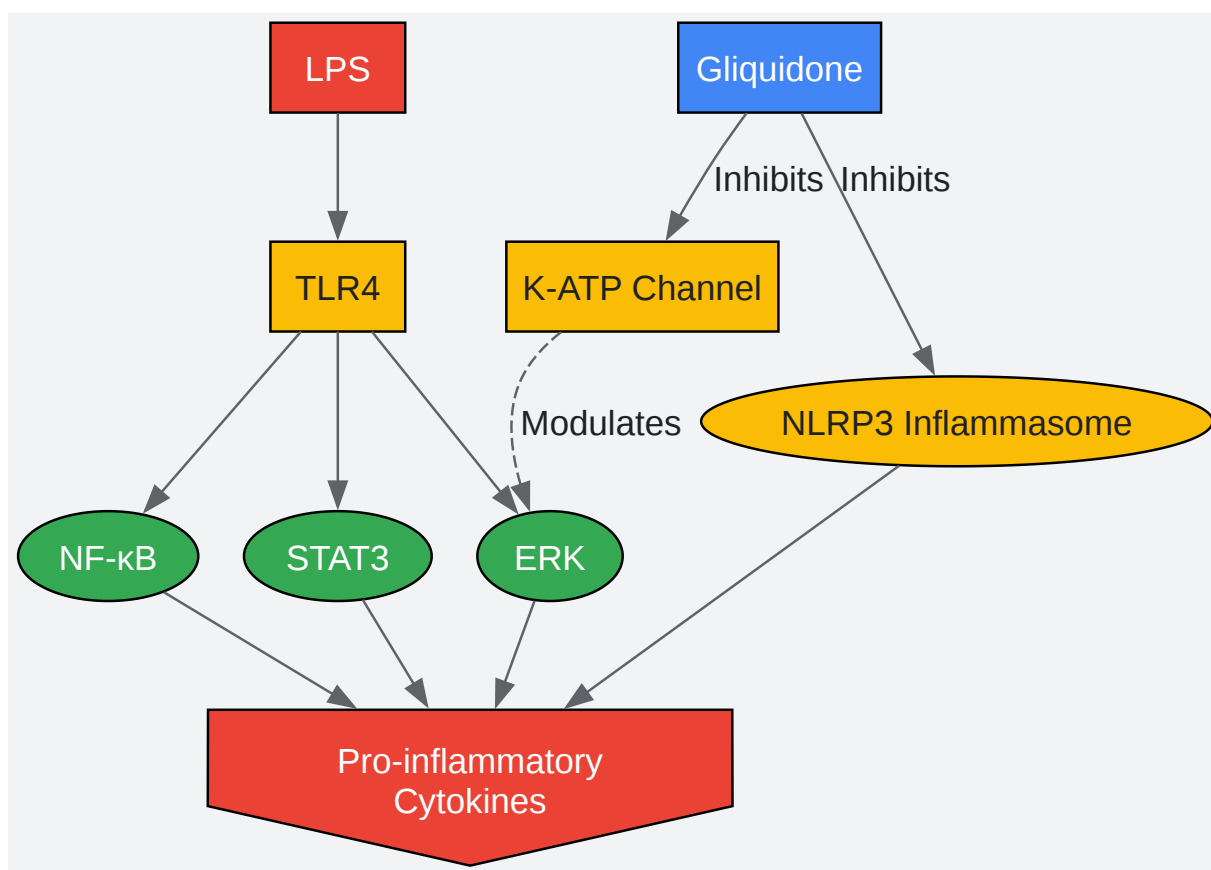 LPS
Gliquidone
Inhibits
Inhibits
TLR4
K-ATP Channel
Modulates
NLRP3 Inflammasome
NF-κB
STAT3
ERK
Pro-inflammatory
Cytokines